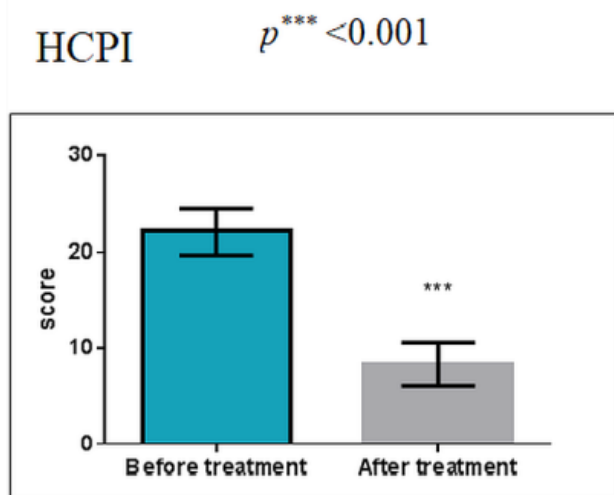 HCPI
p*** <0.001
30
20
10
0
score
***
Before treatment
After treatment